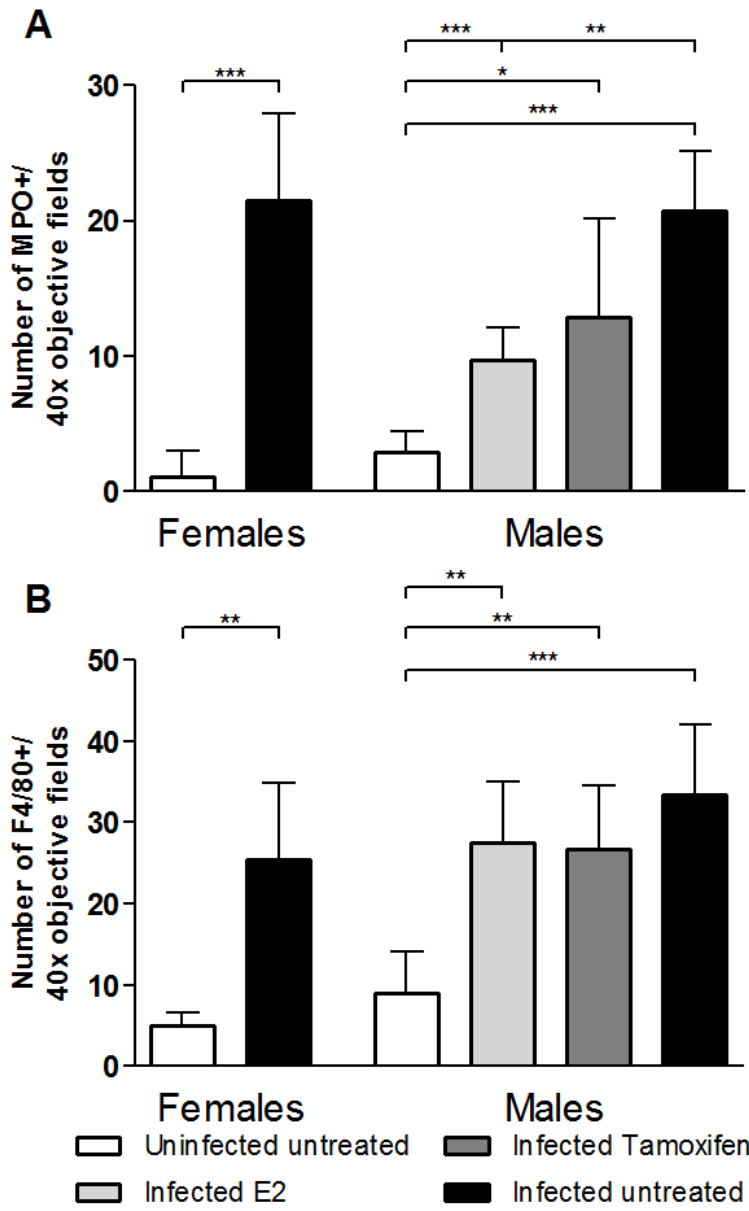 A
*** **
*** *
***
30
20
10
0
Number of MPO+/
40x objective fields
Females Males
B
**
** **
***
50
40
30
20
10
0
Number of F4/80+/
40x objective fields
Females Males
Uninfected untreated Infected Tamoxifen
Infected E2 Infected untreated